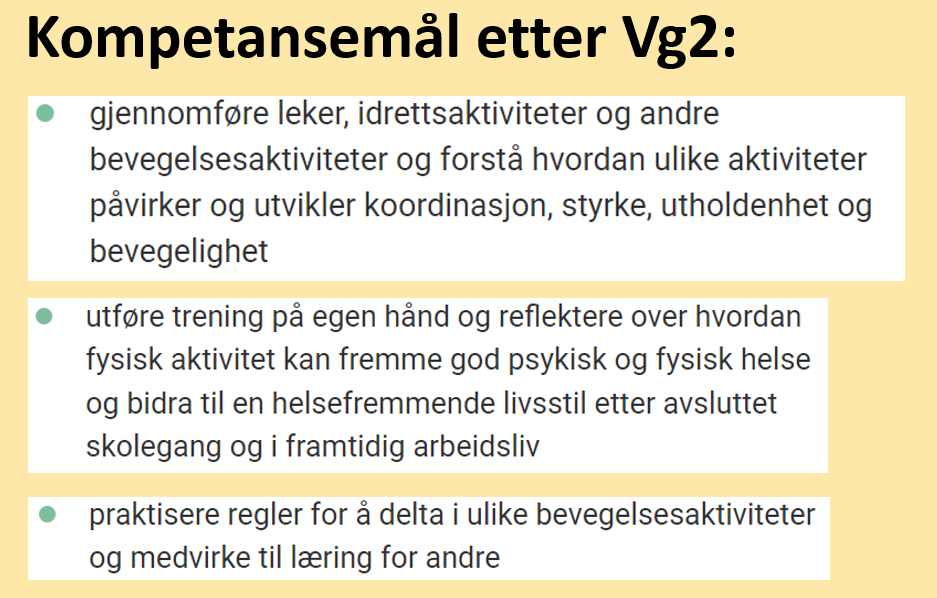 Kompetansemål etter Vg2:
gjennomføre leker, idrettsaktiviteter og andre
bevegelsesaktiviteter og forstå hvordan ulike aktiviteter
påvirker og utvikler koordinasjon, styrke, utholdenhet og
bevegelighet
utføre trening på egen hånd og reflektere over hvordan
fysisk aktivitet kan fremme god psykisk og fysisk helse
og bidra til en helsefremmende livsstil etter avsluttet
skolegang og i framtidig arbeidsliv
praktisere regler for å delta i ulike bevegelsesaktiviteter
og medvirke til læring for andre